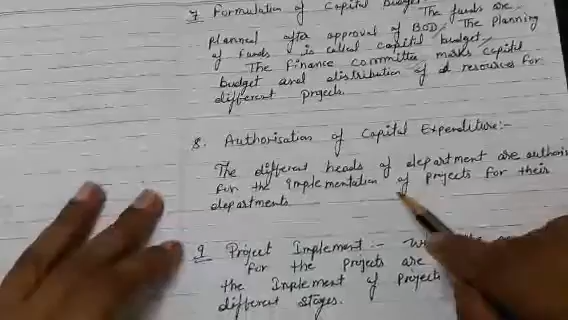 7 Formulation of Capital Budget The funds are
planned after approval of BOD. The planning
of funds is called capital budget.
The Finance Committee marks capital
budget and distribution of resources for
different projects.
8. Authorisation of Capital Expenditure:-
The different heads of department are authoris
for the Implementation of projects for their
departments.
9 Project Implement:-
for the projects are
the Implement of Projects
different stages.